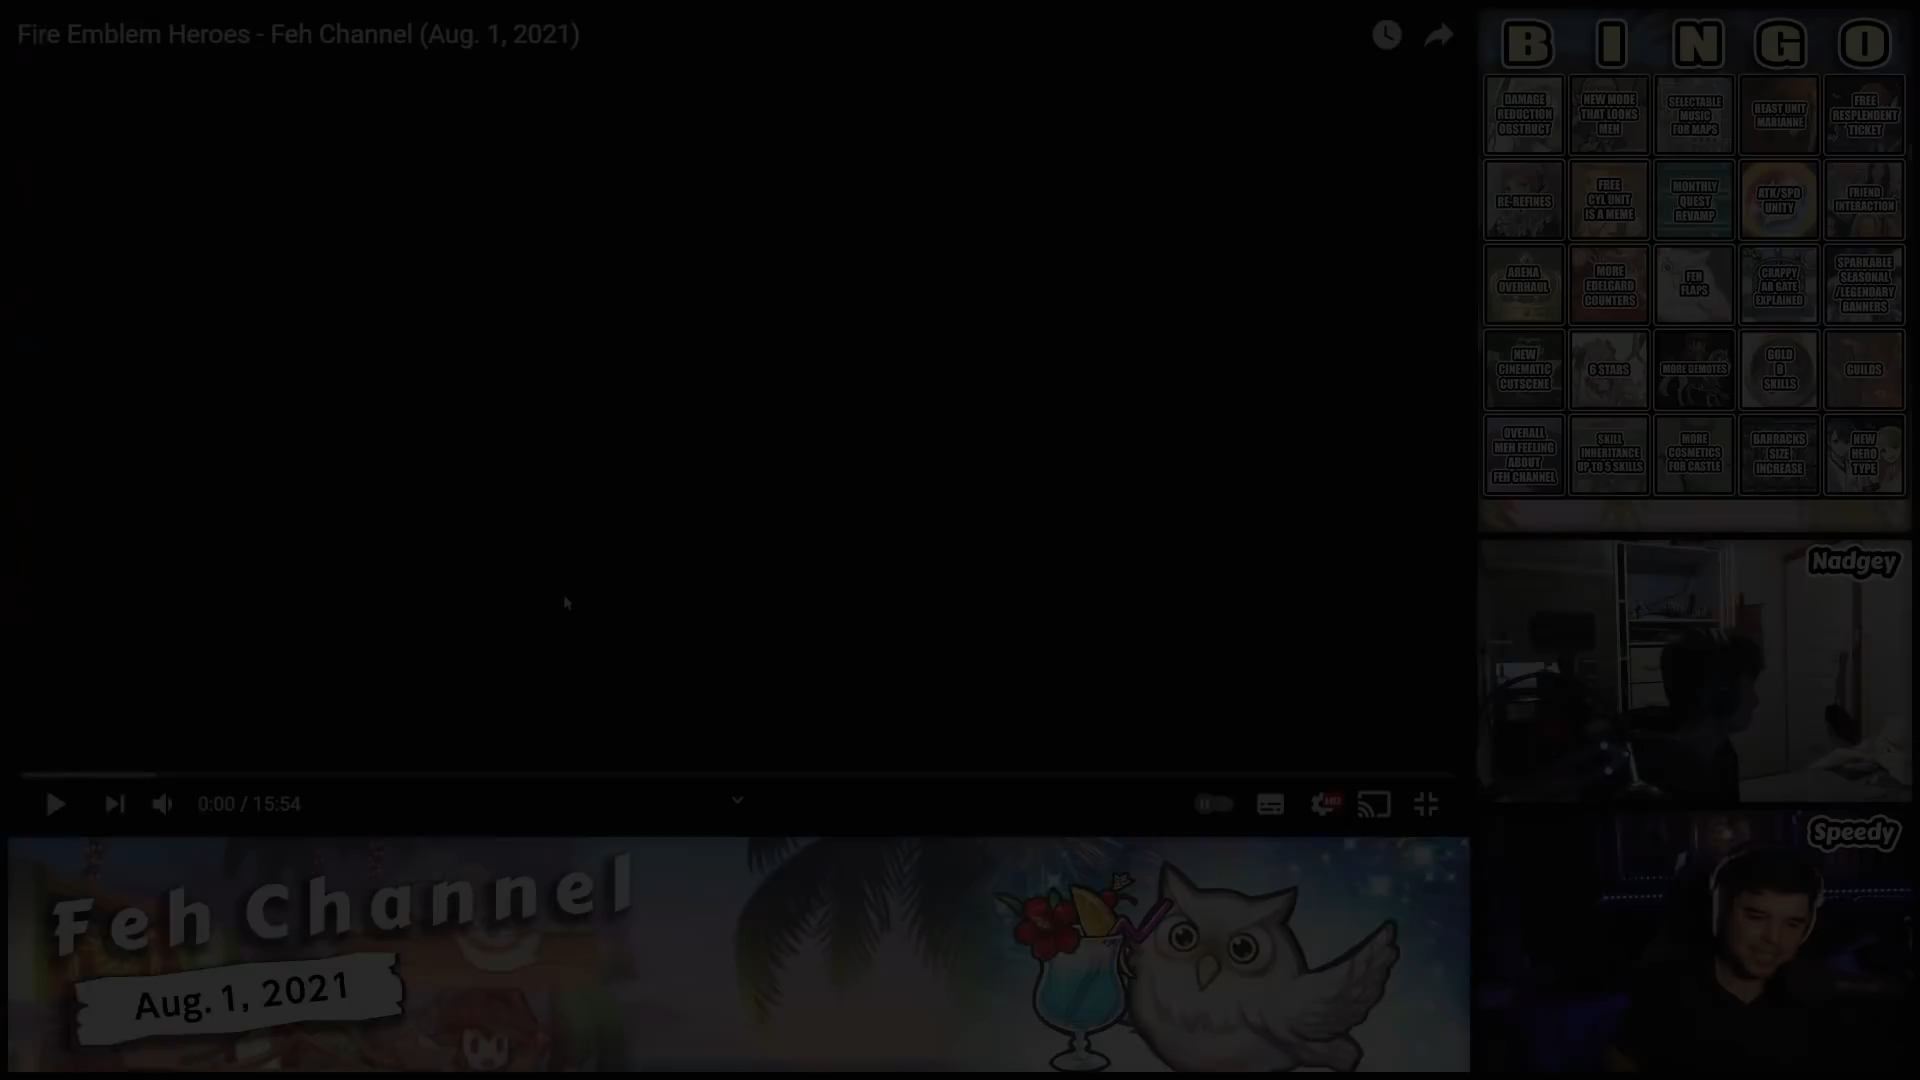 Fire Emblem Heroes - Feh Channel (Aug. 1, 2021)
B I N G O
DAMAGE
REDUCTION
OBSTRUCT
NEW MODE
THAT LOOKS
MEH
SELECTABLE
MUSIC
FOR MAPS
BEAST UNIT
MARIANNE
FREE
RESPLENDENT
TICKET
RE-REFINES
FREE
CYL UNIT
IS A MEME
MONTHLY
QUEST
REVAMP
ATK/SPD
UNITY
FRIEND
INTERACTION
ARENA
OVERHAUL
MORE
EDELGARD
COUNTERS
FEH
FLAPS
CRAPPY
AR GATE
EXPLAINED
SPARKABLE
SEASONAL
/LEGENDARY
BANNERS
NEW
CINEMATIC
CUTSCENE
6 STARS
MORE DEMOTES
GOLD
B
SKILLS
GUILDS
OVERALL
MEH FEELING
ABOUT
FEH CHANNEL
SKILL
INHERITANCE
UP TO 5 SKILLS
MORE
COSMETICS
FOR CASTLE
BARRACKS
SIZE
INCREASE
NEW
HERO
TYPE
Nadgey
Speedy
0:00 / 15:54
Feh Channel
Aug. 1, 2021